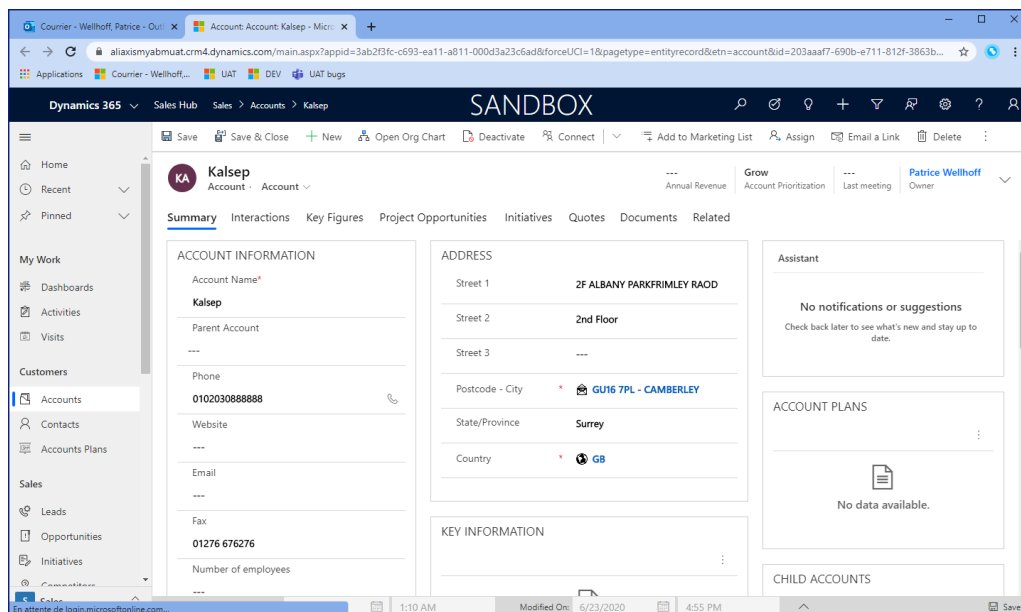 Courrier - Wellhoff, Patrice - Out
Account: Account: Kalsep - Micro
aliaxismyabmuat.crm4.dynamics.com/main.aspx?appid=3ab2f3fc-c693-ea11-a811-000d3a23c6ad&forceUCI=1&pagetype=entityrecord&etn=account&id=203aaaf7-690b-e711-812f-3863b...
Applications Courrier - Wellhoff,... UAT DEV UAT bugs
Dynamics 365 Sales Hub Sales > Accounts > Kalsep SANDBOX
Save Save & Close New Open Org Chart Deactivate Connect Add to Marketing List Assign Email a Link Delete
Home
Recent
Pinned
My Work
Dashboards
Activities
Visits
Customers
Accounts
Contacts
Accounts Plans
Sales
Leads
Opportunities
Initiatives
Competitors
S Sales
En attente de login.microsoftonline.com...
KA
Kalsep
Account · Account
---
Annual Revenue
Grow
Account Prioritization
---
Last meeting
Patrice Wellhoff
Owner
Summary Interactions Key Figures Project Opportunities Initiatives Quotes Documents Related
ACCOUNT INFORMATION
Account Name*
Kalsep
Parent Account
---
Phone
0102030888888
Website
---
Email
---
Fax
01276 676276
Number of employees
---
ADDRESS
Street 1 2F ALBANY PARKFRIMLEY RAOD
Street 2 2nd Floor
Street 3 ---
Postcode - City * GU16 7PL - CAMBERLEY
State/Province Surrey
Country * GB
KEY INFORMATION
Assistant
No notifications or suggestions
Check back later to see what's new and stay up to
date.
ACCOUNT PLANS
No data available.
CHILD ACCOUNTS
1:10 AM Modified On: 6/23/2020 4:55 PM Save